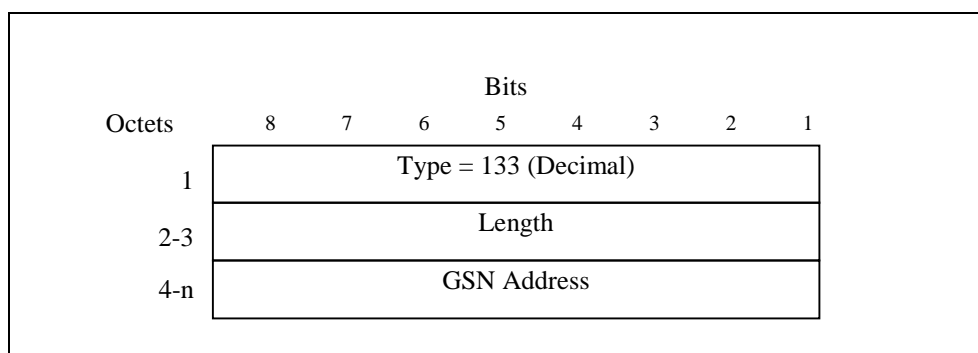 Bits
Octets 8 7 6 5 4 3 2 1
1 Type = 133 (Decimal)
2-3 Length
4-n GSN Address